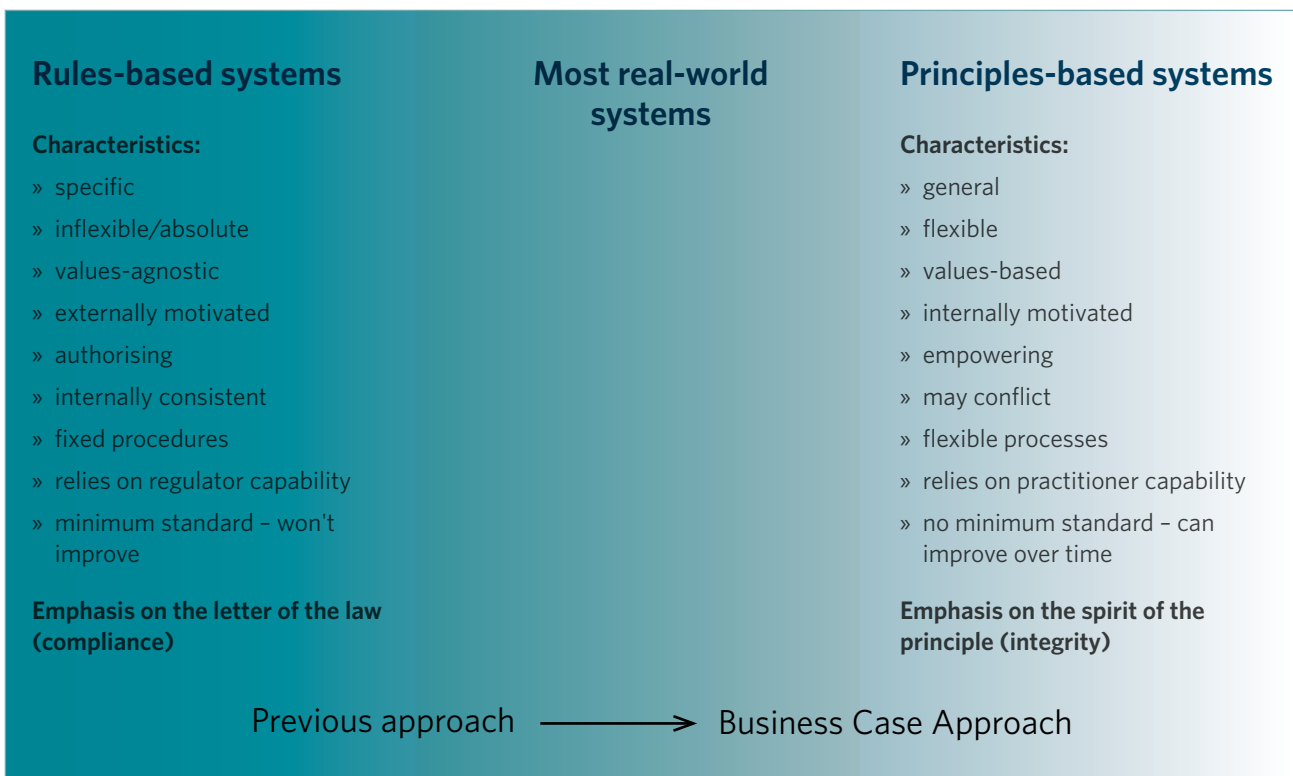 Rules-based systems
Characteristics:
» specific
» inflexible/absolute
» values-agnostic
» externally motivated
» authorising
» internally consistent
» fixed procedures
» relies on regulator capability
» minimum standard – won't
improve
Emphasis on the letter of the law
(compliance)
Most real-world
systems
Principles-based systems
Characteristics:
» general
» flexible
» values-based
» internally motivated
» empowering
» may conflict
» flexible processes
» relies on practitioner capability
» no minimum standard – can
improve over time
Emphasis on the spirit of the
principle (integrity)
Previous approach ⟶ Business Case Approach